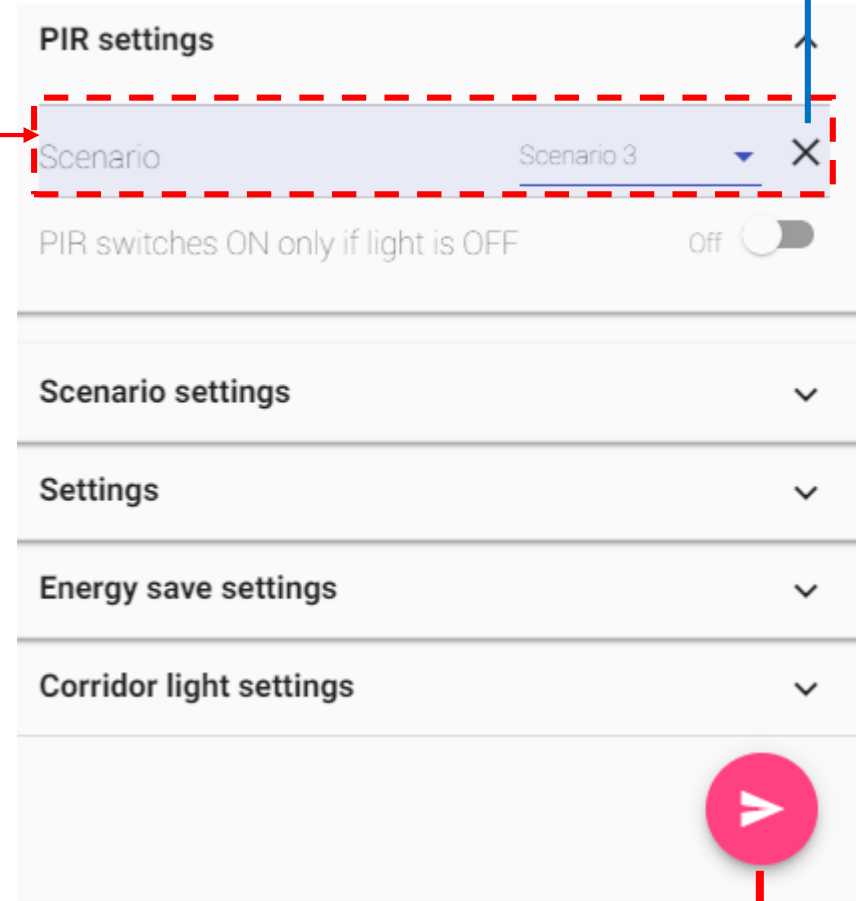 PIR settings
Scenario Scenario 3
PIR switches ON only if light is OFF Off
Scenario settings
Settings
Energy save settings
Corridor light settings